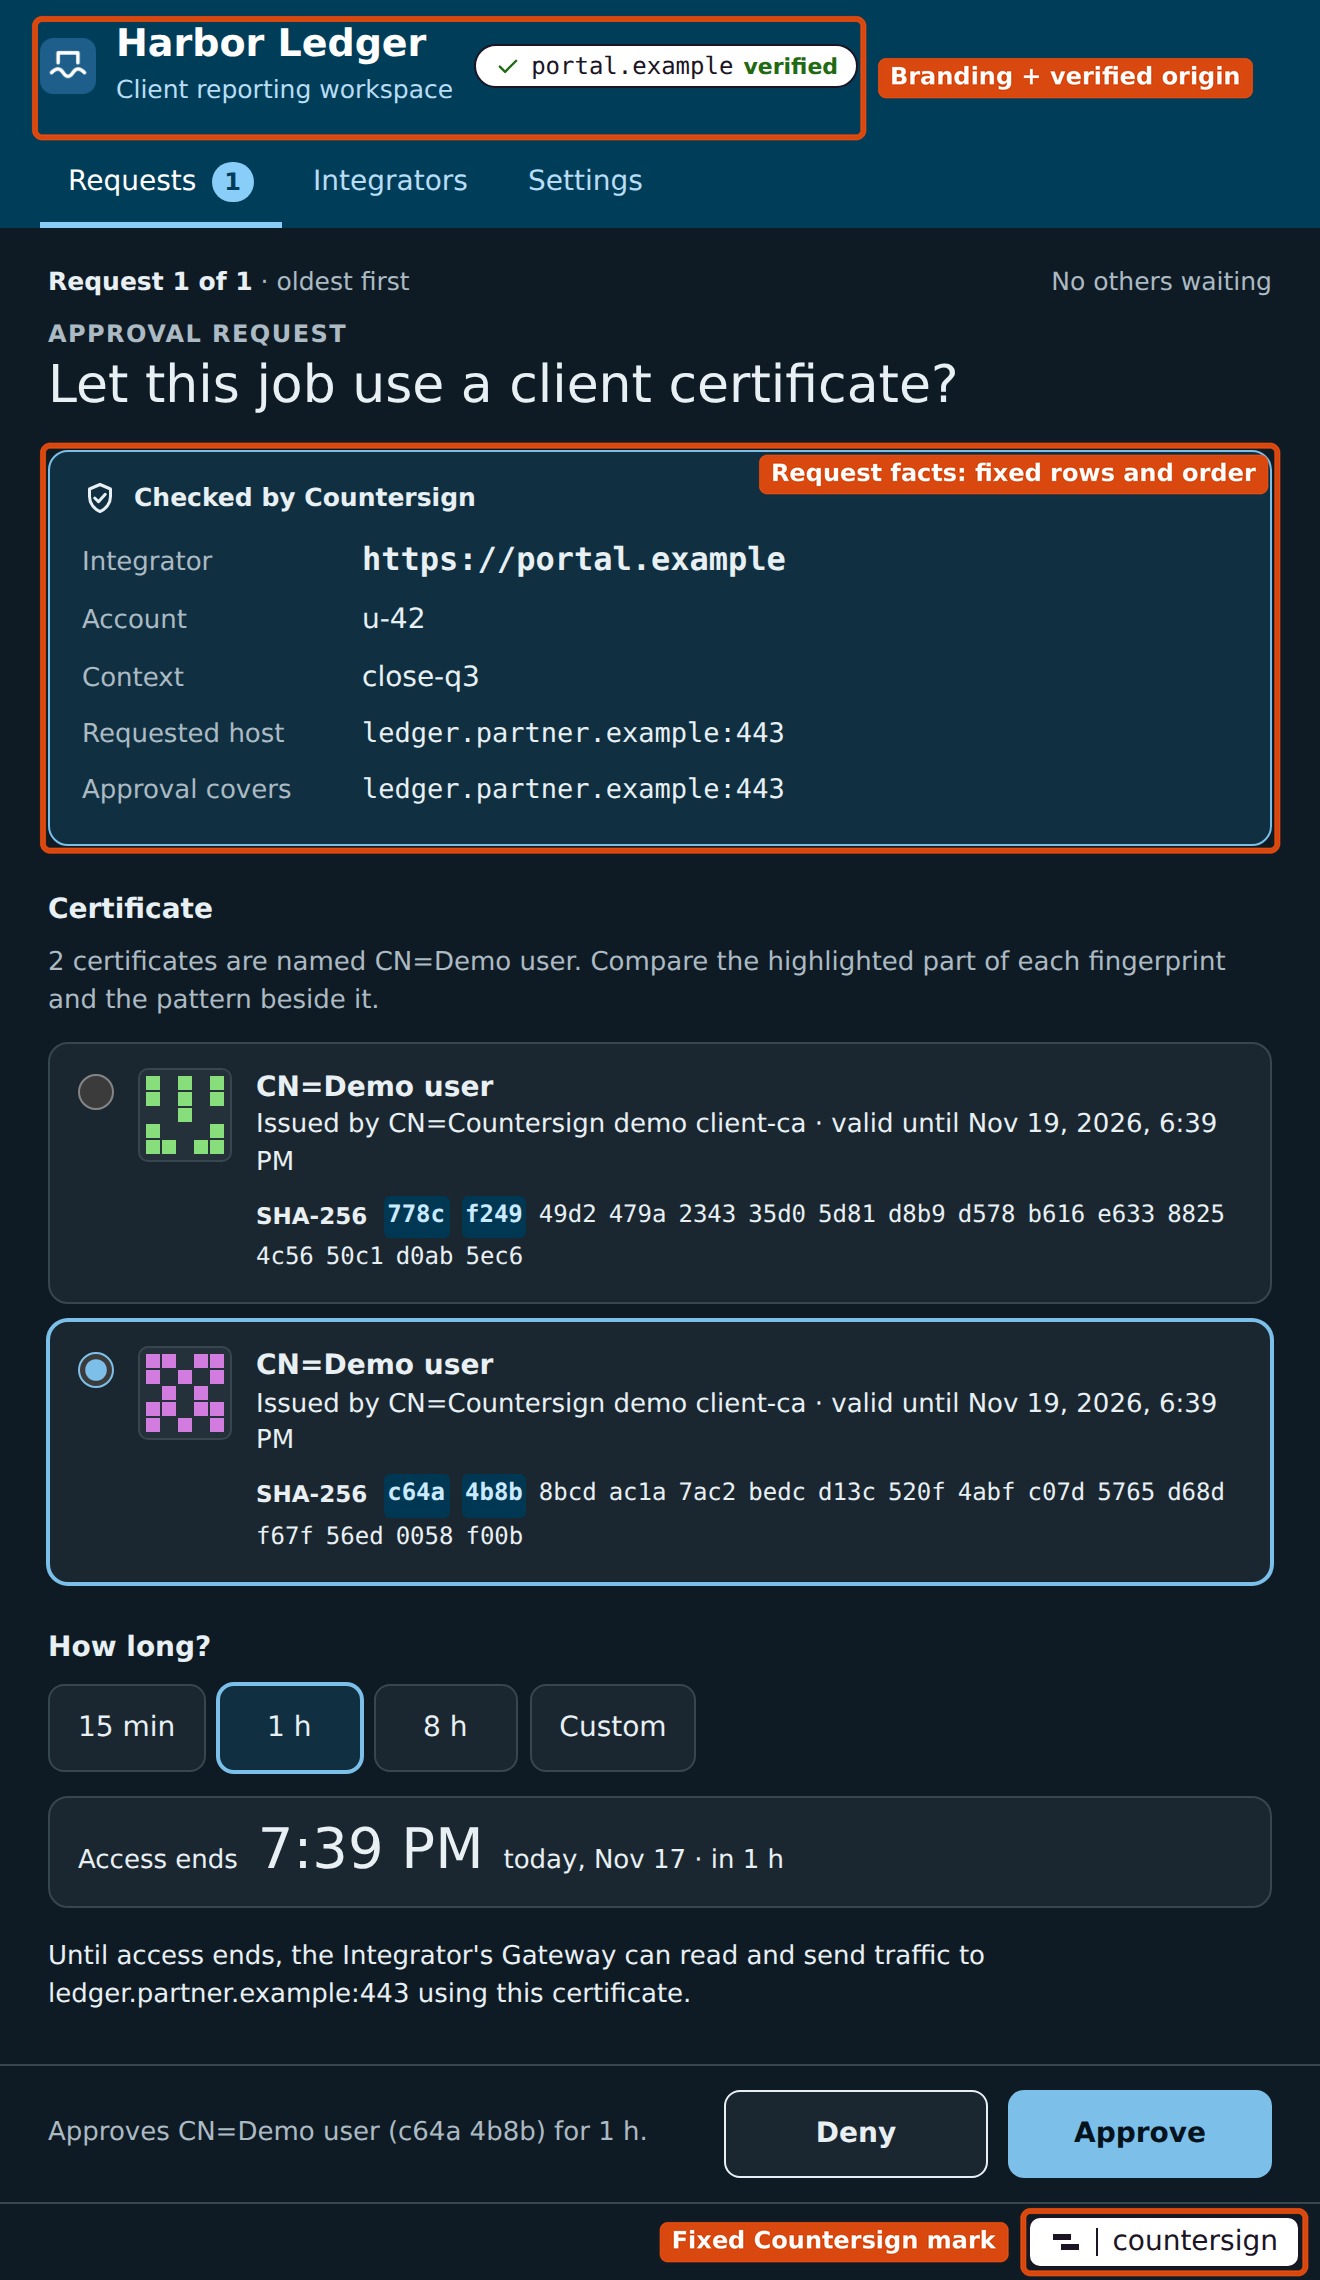 Harbor Ledger
Client reporting workspace
portal.example verified
Branding + verified origin
Requests 1 Integrators Settings
Request 1 of 1 · oldest first
No others waiting
APPROVAL REQUEST
Let this job use a client certificate?
Request facts: fixed rows and order
Checked by Countersign
Integrator https://portal.example
Account u-42
Context close-q3
Requested host ledger.partner.example:443
Approval covers ledger.partner.example:443
Certificate
2 certificates are named CN=Demo user. Compare the highlighted part of each fingerprint
and the pattern beside it.
CN=Demo user
Issued by CN=Countersign demo client-ca · valid until Nov 19, 2026, 6:39
PM
SHA-256 778c f249 49d2 479a 2343 35d0 5d81 d8b9 d578 b616 e633 8825
4c56 50c1 d0ab 5ec6
CN=Demo user
Issued by CN=Countersign demo client-ca · valid until Nov 19, 2026, 6:39
PM
SHA-256 c64a 4b8b 8bcd ac1a 7ac2 bedc d13c 520f 4abf c07d 5765 d68d
f67f 56ed 0058 f00b
How long?
15 min 1 h 8 h Custom
Access ends 7:39 PM today, Nov 17 · in 1 h
Until access ends, the Integrator's Gateway can read and send traffic to
ledger.partner.example:443 using this certificate.
Approves CN=Demo user (c64a 4b8b) for 1 h.
Deny
Approve
Fixed Countersign mark
countersign